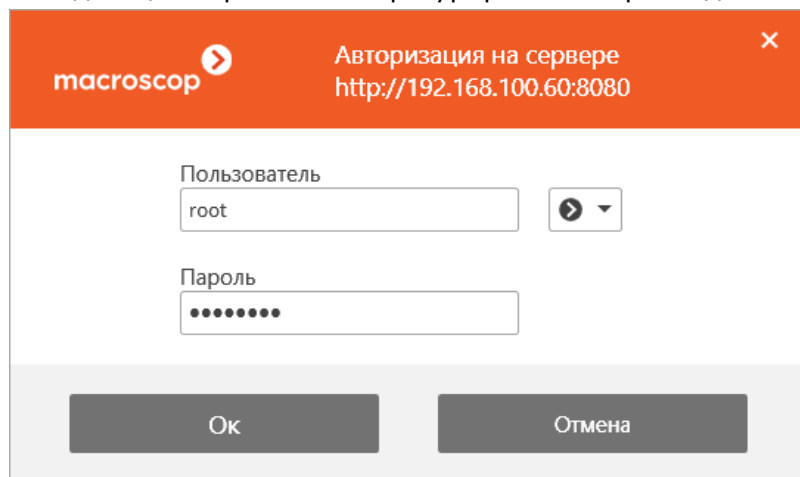 macroscop
Авторизация на сервере
http://192.168.100.60:8080
Пользователь
root
Пароль
••••••••
Ок
Отмена